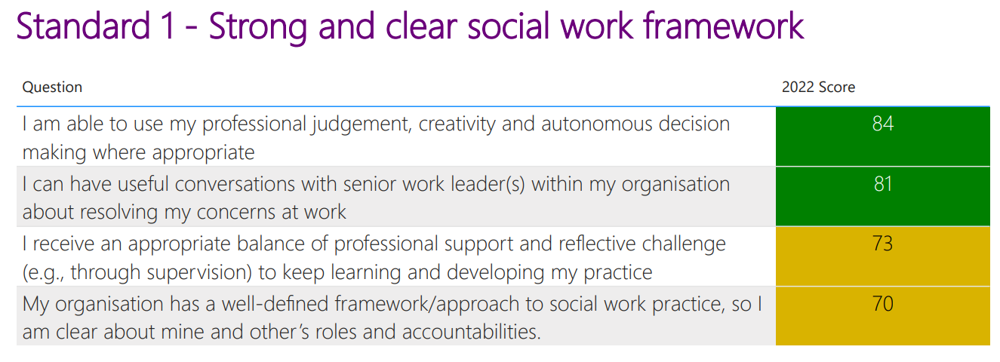 Standard 1 - Strong and clear social work framework
Question 2022 Score
I am able to use my professional judgement, creativity and autonomous decision 84
making where appropriate
I can have useful conversations with senior work leader(s) within my organisation 81
about resolving my concerns at work
I receive an appropriate balance of professional support and reflective challenge 73
(e.g., through supervision) to keep learning and developing my practice
My organisation has a well-defined framework/approach to social work practice, so I 70
am clear about mine and other's roles and accountabilities.